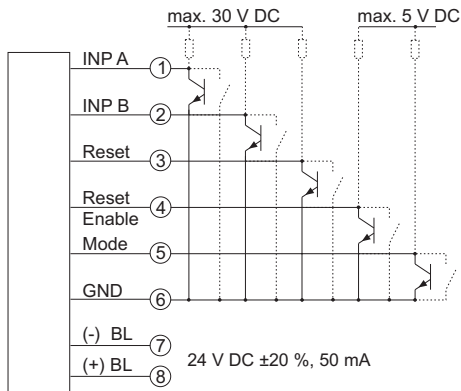 max. 30 V DC
max. 5 V DC
INP A
1
INP B
2
Reset
3
Reset
Enable
4
Mode
5
GND
6
(-) BL
7
24 V DC ±20 %, 50 mA
(+) BL
8